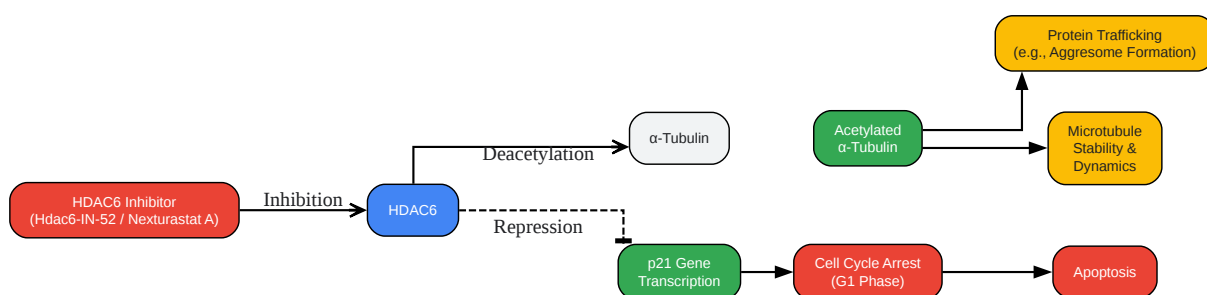 Protein Trafficking
(e.g., Aggresome Formation)
α-Tubulin
Acetylated
α-Tubulin
Microtubule
Stability &
Dynamics
Deacetylation
HDAC6 Inhibitor
(Hdac6-IN-52 / Nexturastat A)
Inhibition
HDAC6
Repression
p21 Gene
Transcription
Cell Cycle Arrest
(G1 Phase)
Apoptosis